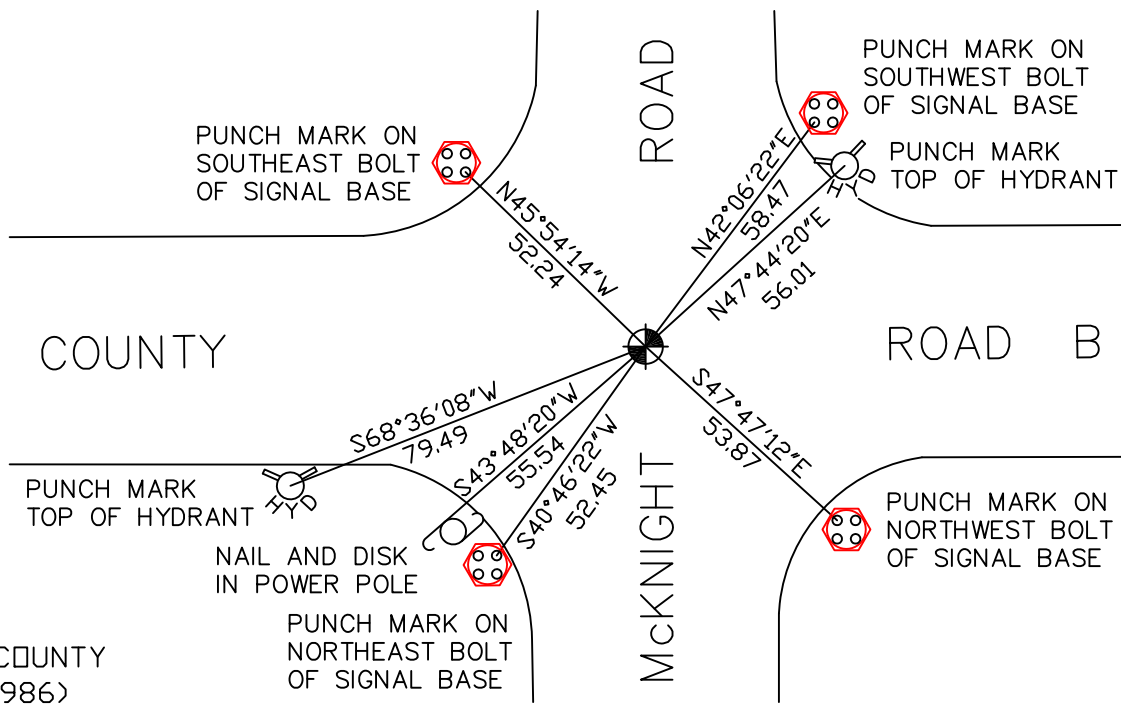 ROAD
PUNCH MARK ON
SOUTHWEST BOLT
OF SIGNAL BASE
PUNCH MARK ON
SOUTHEAST BOLT
OF SIGNAL BASE
PUNCH MARK
TOP OF HYDRANT
HYD
N45°54'14"W
52.24
N42°06'22"E
58.47
N47°44'20"E
56.01
COUNTY
ROAD B
S68°36'08"W
79.49
S43°48'20"W
55.54
S40°46'22"W
52.45
S47°47'12"E
53.87
McKNIGHT
HYD
PUNCH MARK
TOP OF HYDRANT
PUNCH MARK ON
NORTHWEST BOLT
OF SIGNAL BASE
NAIL AND DISK
IN POWER POLE
PUNCH MARK ON
NORTHEAST BOLT
OF SIGNAL BASE
COUNTY
986)